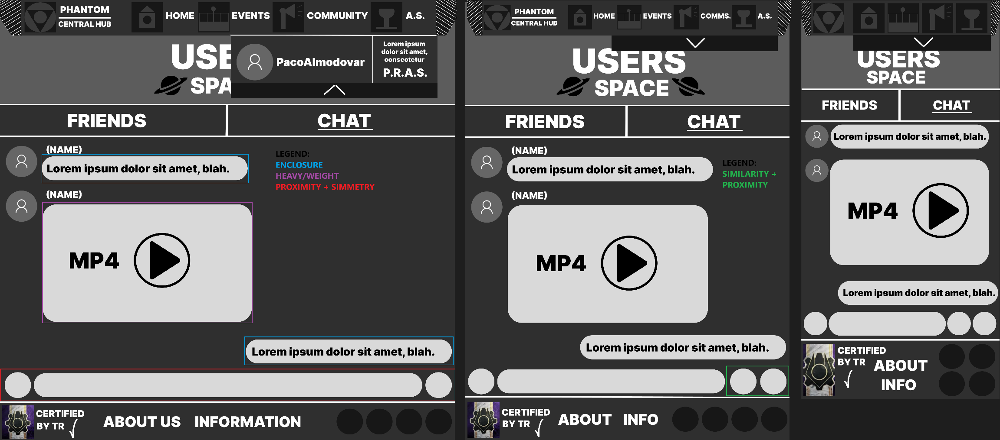 PHANTOM
CENTRAL HUB
HOME
EVENTS
COMMUNITY
A.S.
USE
SPA
PacoAlmodovar
Lorem ipsum
dolor sit amet,
consectetur
P.R.A.S.
FRIENDS
CHAT
(NAME)
Lorem ipsum dolor sit amet, blah.
LEGEND:
ENCLOSURE
HEAVY/WEIGHT
PROXIMITY + SIMMETRY
(NAME)
MP4
Lorem ipsum dolor sit amet, blah.
CERTIFIED
BY TR
ABOUT US
INFORMATION
PHANTOM
CENTRAL HUB
HOME
EVENTS
COMMS.
A.S.
USERS
SPACE
FRIENDS
CHAT
(NAME)
Lorem ipsum dolor sit amet, blah.
LEGEND:
SIMILARITY +
PROXIMITY
(NAME)
MP4
Lorem ipsum dolor sit amet, blah.
CERTIFIED
BY TR
ABOUT
INFO
USERS
SPACE
FRIENDS
CHAT
Lorem ipsum dolor sit amet, blah.
MP4
Lorem ipsum dolor sit amet, blah.
CERTIFIED
BY TR
ABOUT
INFO